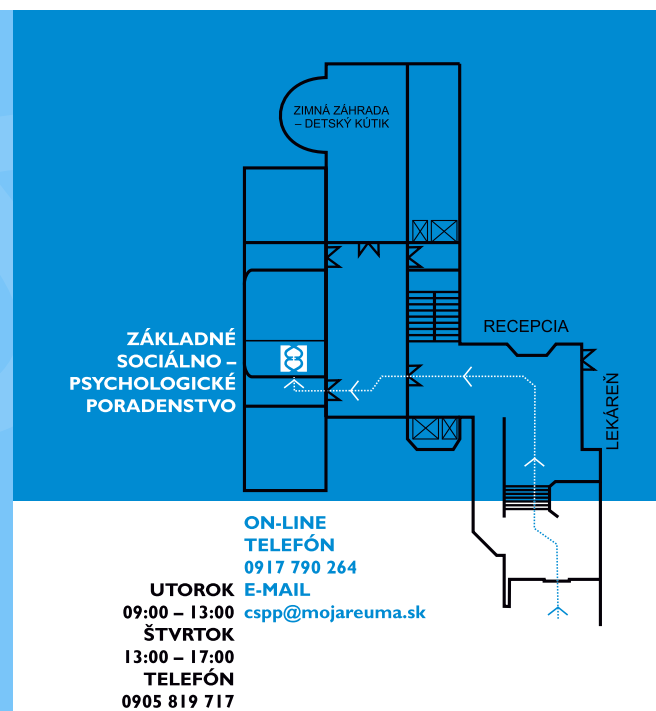 ZIMNÁ ZÁHRADA
– DETSKÝ KÚTIK
RECEPCIA
LEKÁREŇ
ZÁKLADNÉ
SOCIÁLNO –
PSYCHOLOGICKÉ
PORADENSTVO
ON-LINE
TELEFÓN
0917 790 264
E-MAIL
cspp@mojareuma.sk
UTOROK
09:00 – 13:00
ŠTVRTOK
13:00 – 17:00
TELEFÓN
0905 819 717